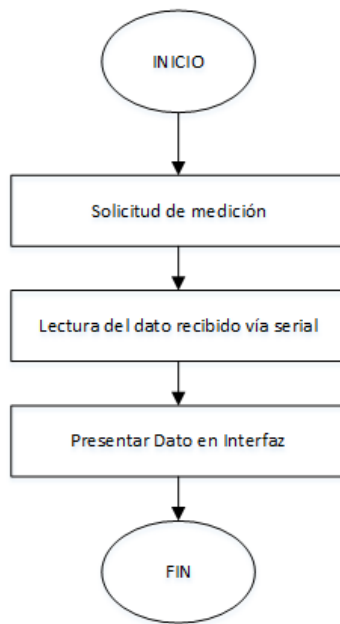 INICIO
Solicitud de medición
Lectura del dato recibido vía serial
Presentar Dato en Interfaz
FIN